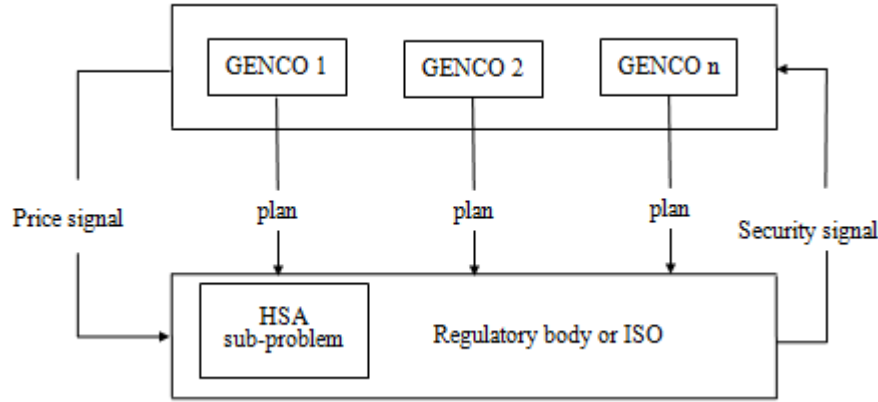 GENCO 1
GENCO 2
GENCO n
Price signal
plan
plan
plan
Security signal
HSA
sub-problem
Regulatory body or ISO